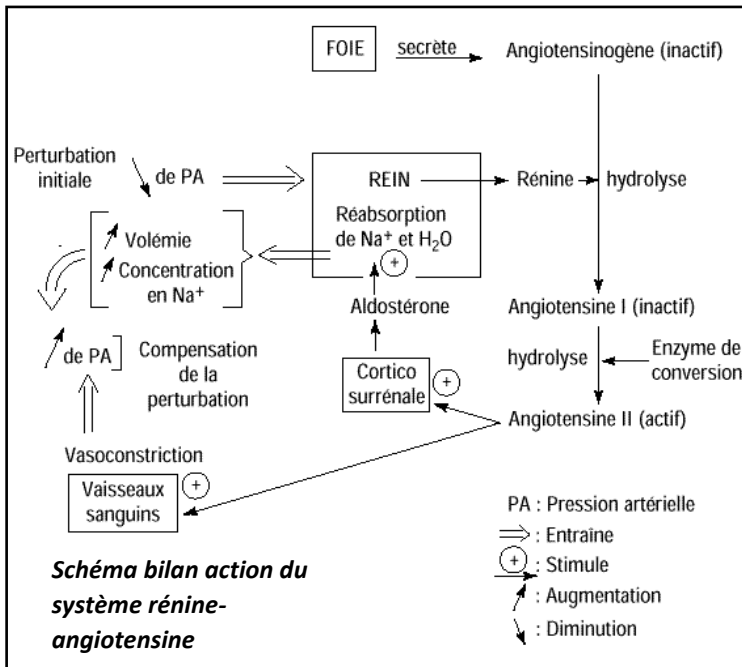 FOIE
secrète
Angiotensinogène (inactif)
Perturbation
initiale
de PA
REIN
Rénine
hydrolyse
Réabsorption
de Na⁺ et H₂O
+
Volémie
Concentration
en Na⁺
Aldostérone
Angiotensine I (inactif)
de PA
Compensation
de la
perturbation
hydrolyse
Enzyme de
conversion
Cortico
surrénale
+
Angiotensine II (actif)
Vasoconstriction
Vaisseaux
sanguins
+
PA : Pression artérielle
: Entraîne
+ : Stimule
: Augmentation
: Diminution
Schéma bilan action du
système rénine-
angiotensine